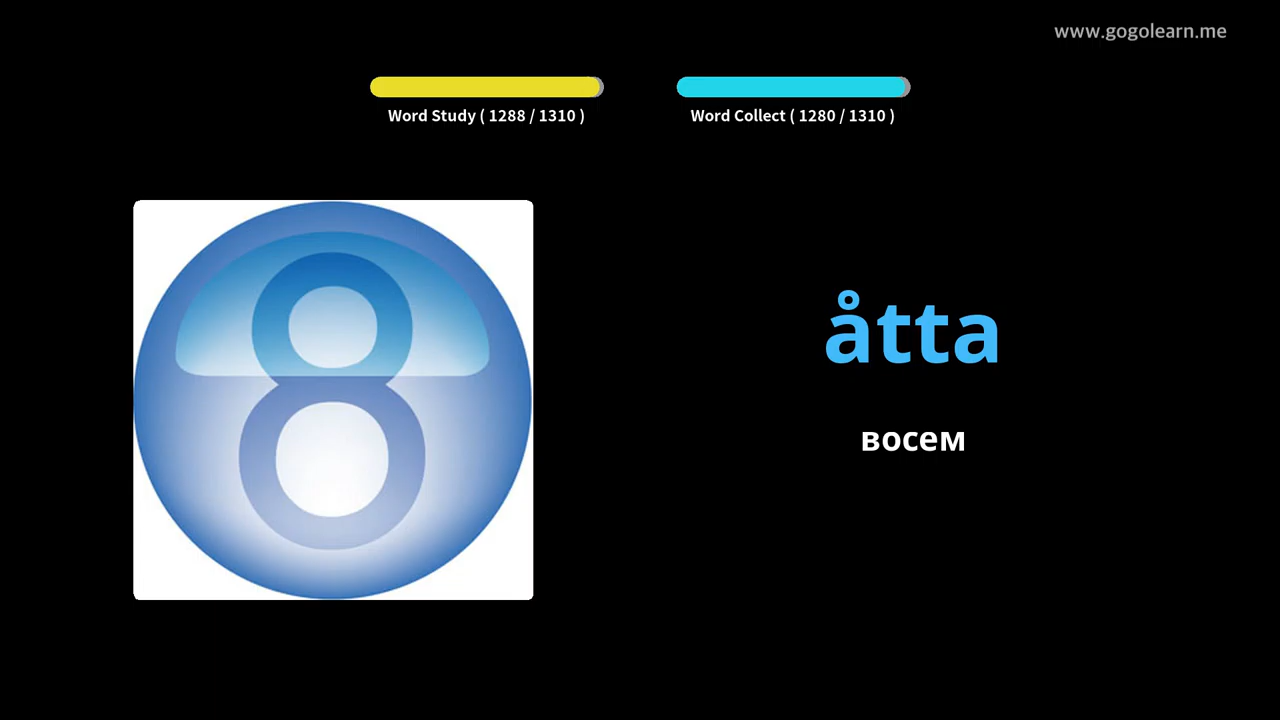 www.gogolearn.me
Word Study ( 1288 / 1310 )
Word Collect ( 1280 / 1310 )
8
åtta
восем